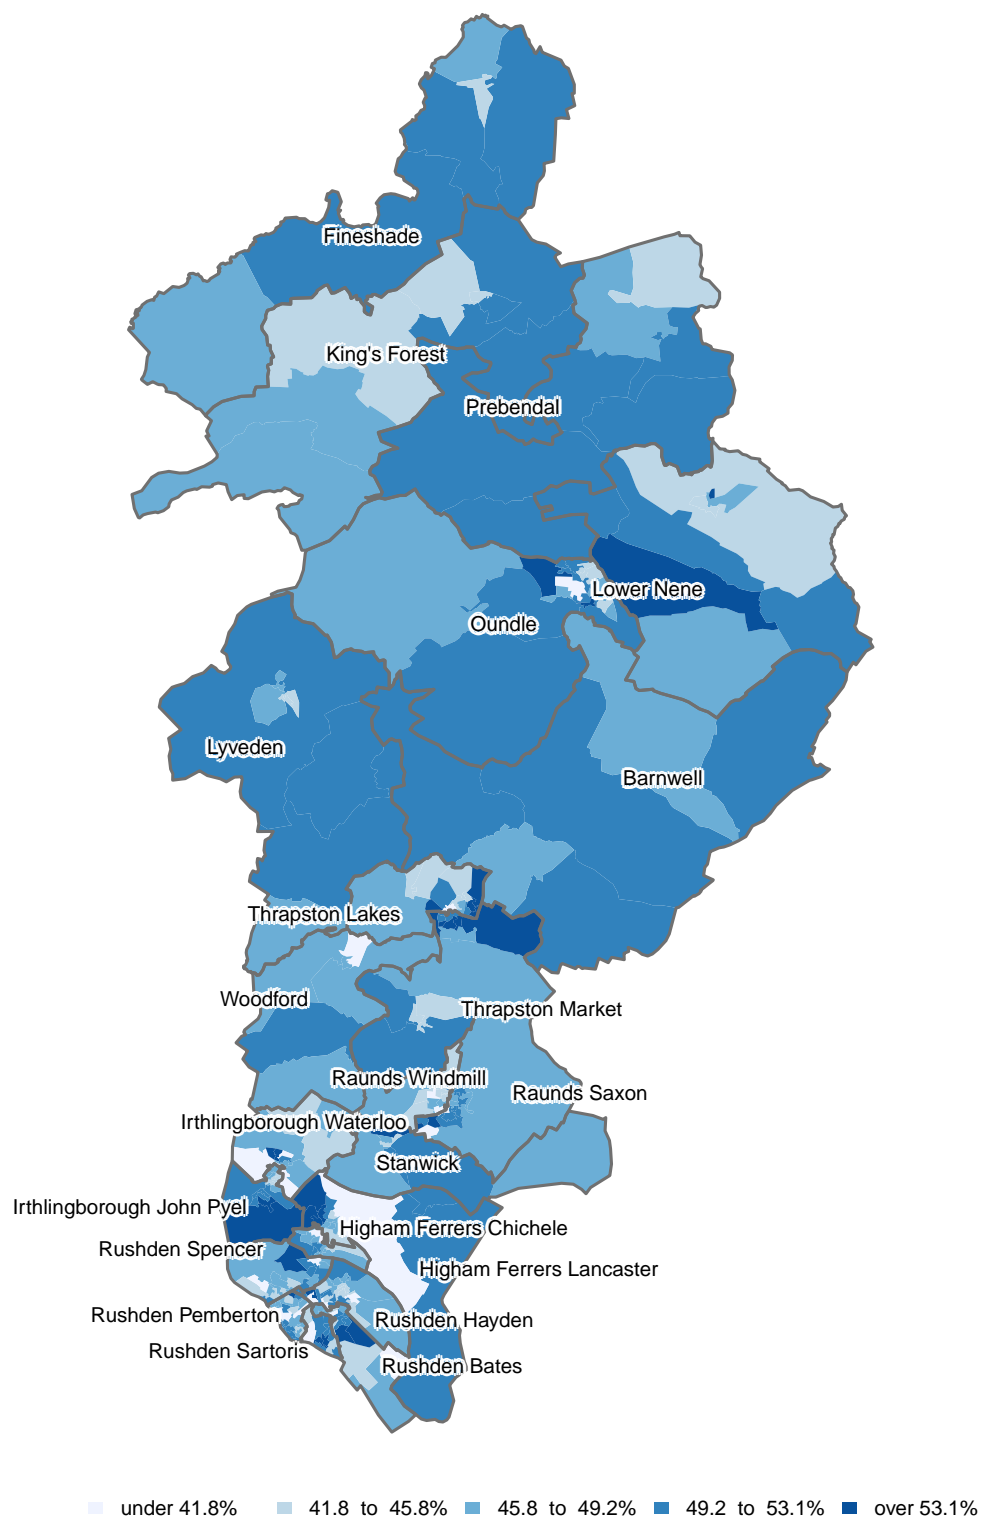 Fineshade
King's Forest
Prebendal
Lower Nene
Oundle
Lyveden
Barnwell
Thrapston Lakes
Woodford
Thrapston Market
Raunds Windmill
Raunds Saxon
Irthlingborough Waterloo
Stanwick
Irthlingborough John Pyel
Higham Ferrers Chichele
Rushden Spencer
Higham Ferrers Lancaster
Rushden Pemberton
Rushden Hayden
Rushden Sartoris
Rushden Bates
under 41.8% 41.8 to 45.8% 45.8 to 49.2% 49.2 to 53.1% over 53.1%